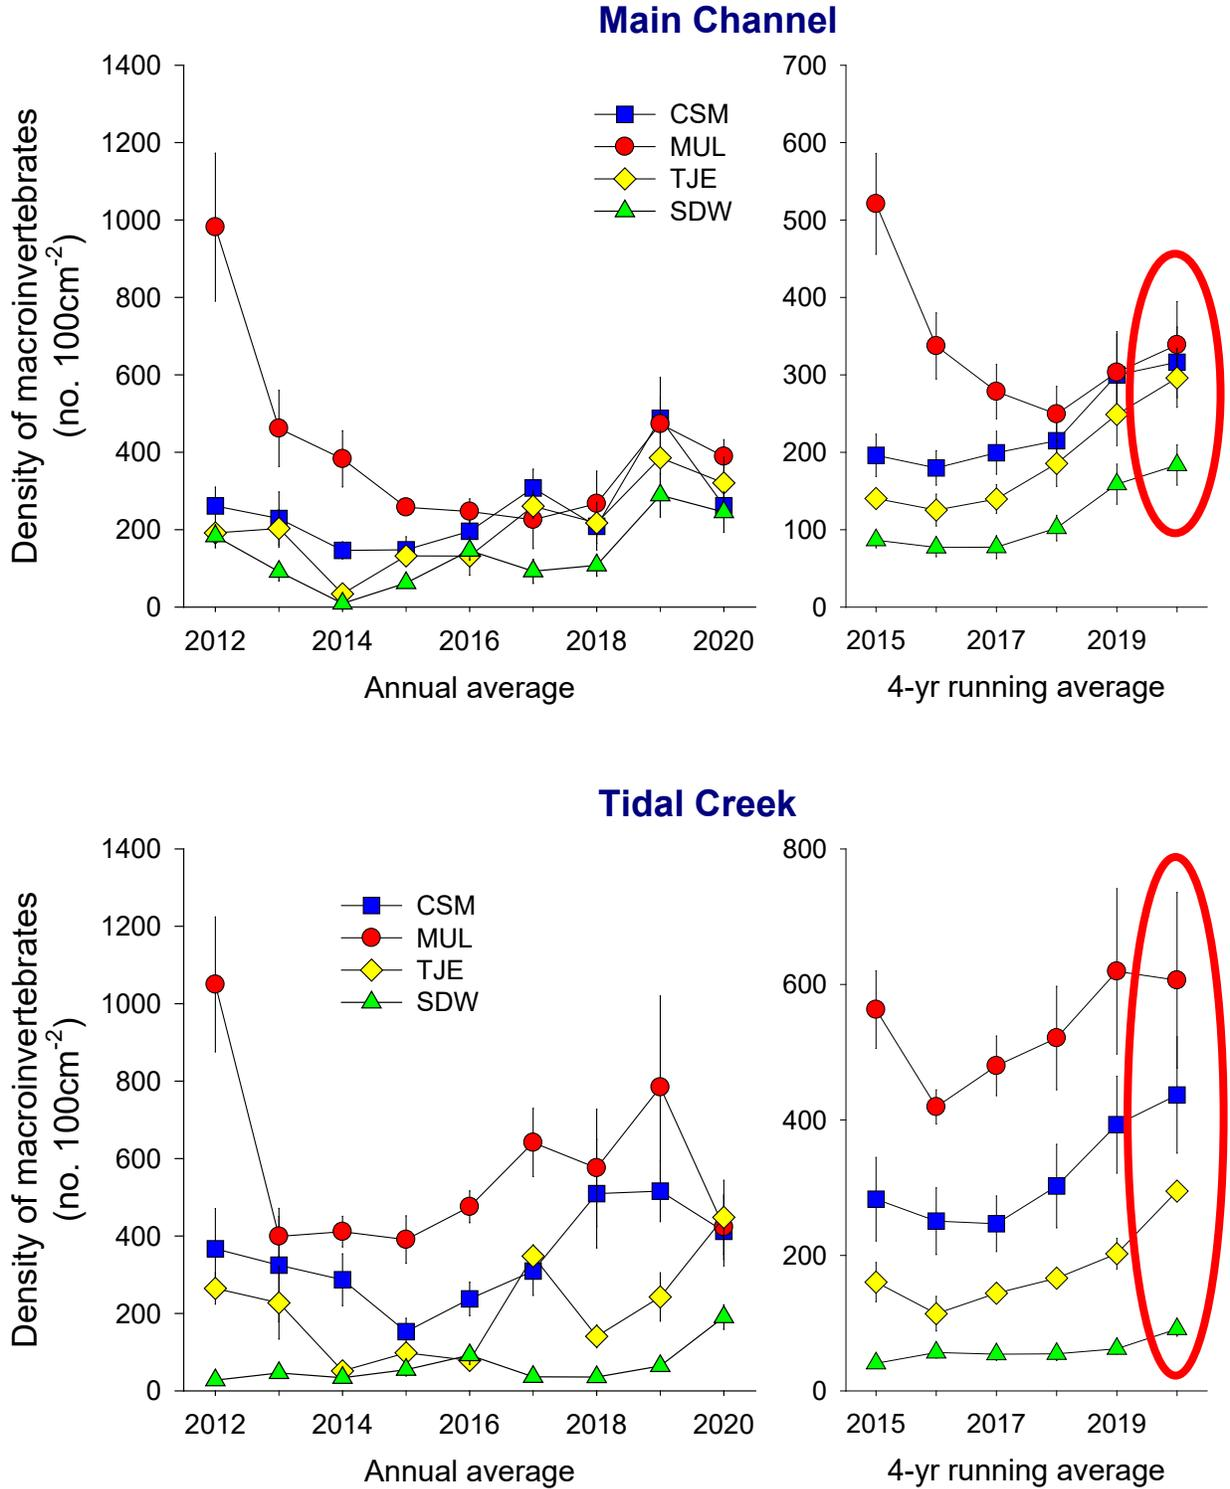 Main Channel
Density of macroinvertebrates
(no. 100cm-2)
1400
1200
1000
800
600
400
200
0
CSM
MUL
TJE
SDW
2012
2014
2016
2018
2020
Annual average
700
600
500
400
300
200
100
0
2015
2017
2019
4-yr running average
Tidal Creek
Density of macroinvertebrates
(no. 100cm-2)
1400
1200
1000
800
600
400
200
0
CSM
MUL
TJE
SDW
2012
2014
2016
2018
2020
Annual average
800
600
400
200
0
2015
2017
2019
4-yr running average